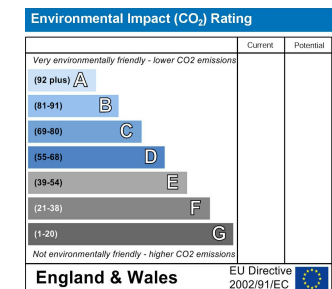 Environmental Impact (CO₂) Rating
Current Potential
Very environmentally friendly - lower CO2 emissions
(92 plus) A
(81-91) B
(69-80) C
(55-68) D
(39-54) E
(21-38) F
(1-20) G
Not environmentally friendly - higher CO2 emissions
England & Wales
EU Directive
2002/91/EC